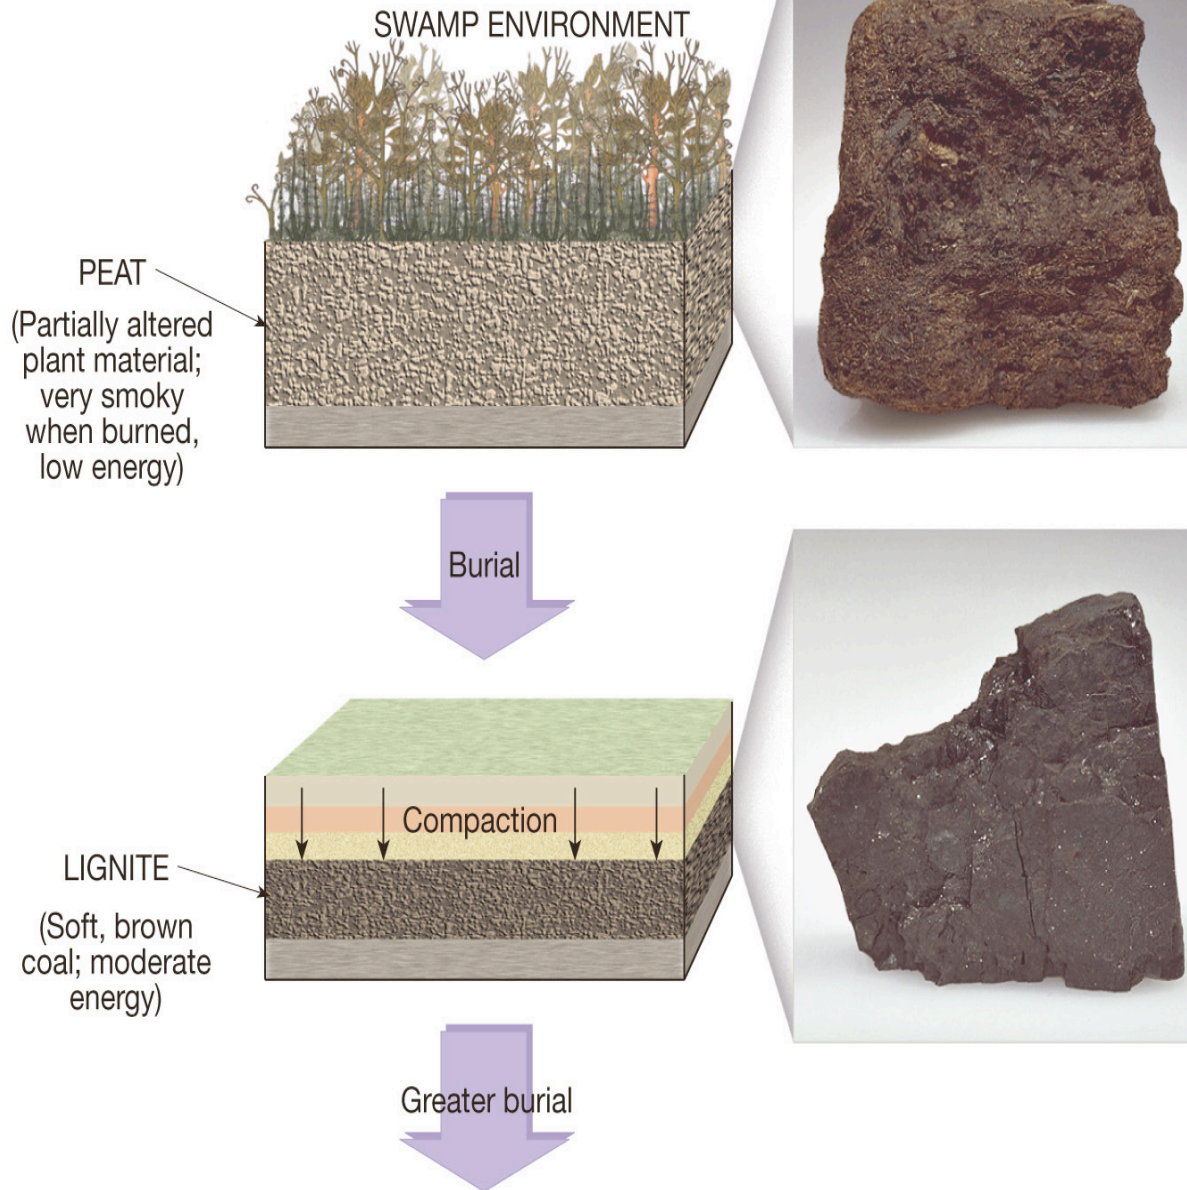 SWAMP ENVIRONMENT
PEAT
(Partially altered
plant material;
very smoky
when burned,
low energy)
Burial
Compaction
LIGNITE
(Soft, brown
coal; moderate
energy)
Greater burial